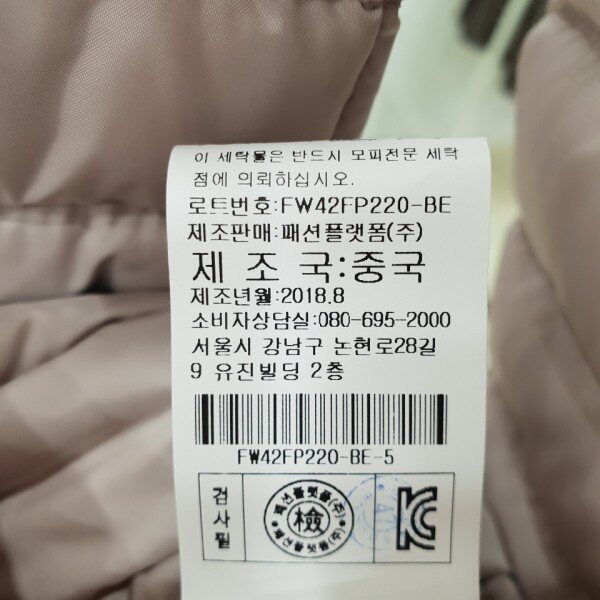 이 세탁물은 반드시 모피전문 세탁
점에 의뢰하십시오.
로트번호:FW42FP220-BE
제조판매:패션플랫폼(주)
제 조 국:중국
제조년월:2018.8
소비자상담실:080-695-2000
서울시 강남구 논현로28길
9 유진빌딩 2층
FW42FP220-BE-5
검사필
패션플랫폼(주)
檢
패션플랫폼(주)
KC